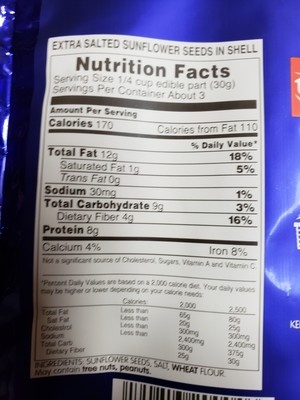 EXTRA SALTED SUNFLOWER SEEDS IN SHELL
Nutrition Facts
Serving Size 1/4 cup edible part (30g)
Servings Per Container About 3
Amount Per Serving
Calories 170 Calories from Fat 110
% Daily Value*
Total Fat 12g 18%
Saturated Fat 1g 5%
Trans Fat 0g
Sodium 30mg 1%
Total Carbohydrate 9g 3%
Dietary Fiber 4g 16%
Protein 8g
Calcium 4% Iron 8%
Not a significant source of Cholesterol, Sugars, Vitamin A and Vitamin C
*Percent Daily Values are based on a 2,000 calorie diet. Your daily values
may be higher or lower depending on your calorie needs:
Calories: 2,000 2,500
Total Fat Less than 65g 80g
Sat Fat Less than 20g 25g
Cholestrol Less than 300mg 300mg
Sodium Less than 2,400mg 2,400mg
Total Carb 300g 375g
Dietary Fiber 25g 30g
INGREDIENTS: SUNFLOWER SEEDS, SALT, WHEAT FLOUR.
May contain tree nuts, peanuts.